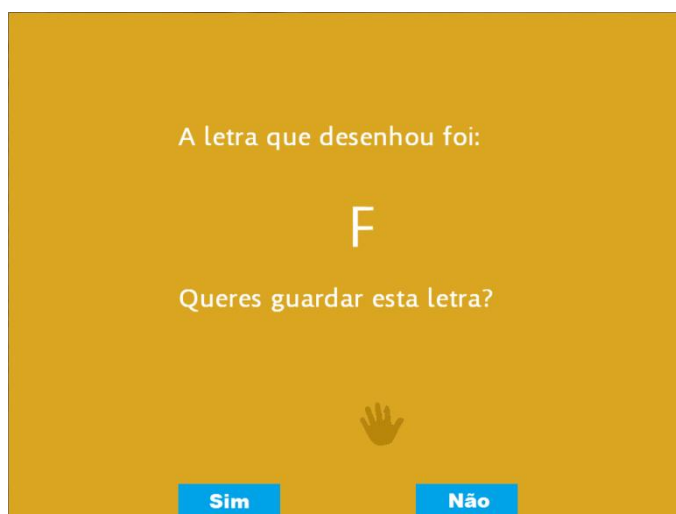 A letra que desenhou foi:
F
Queres guardar esta letra?
Sim Não